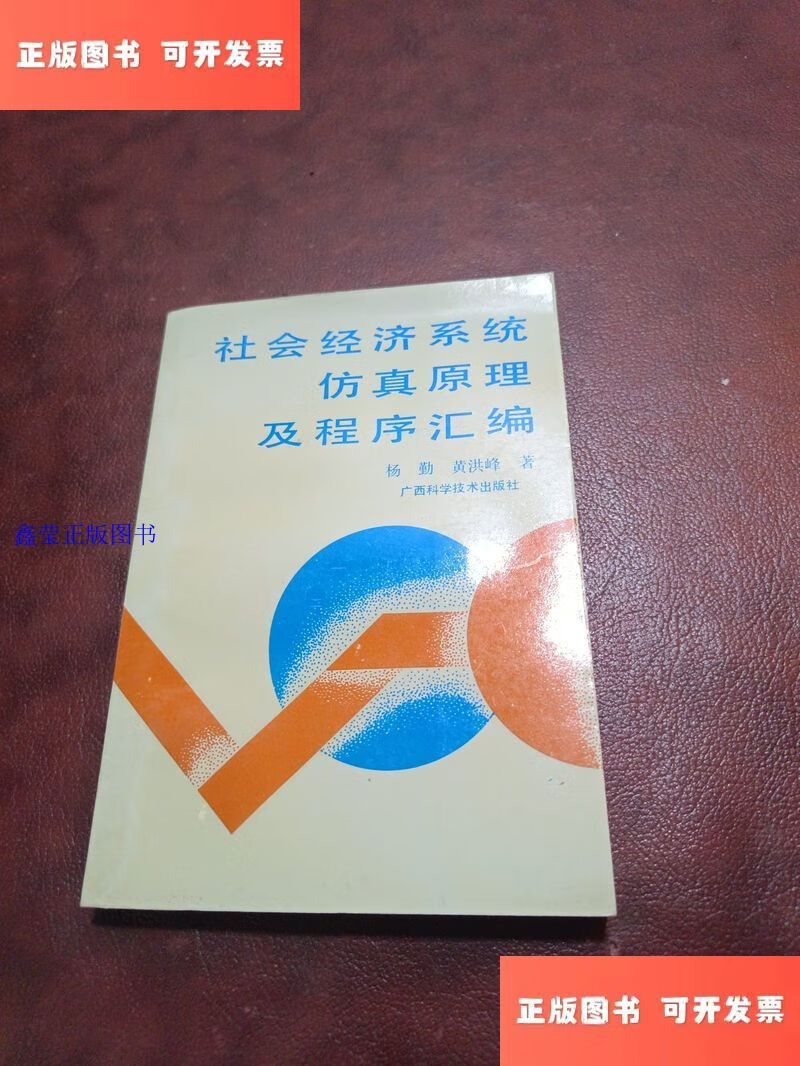 正版图书 可开发票
社会经济系统
仿真原理
及程序汇编
杨勤 黄洪峰 著
广西科学技术出版社
鑫莹正版图书
正版图书 可开发票